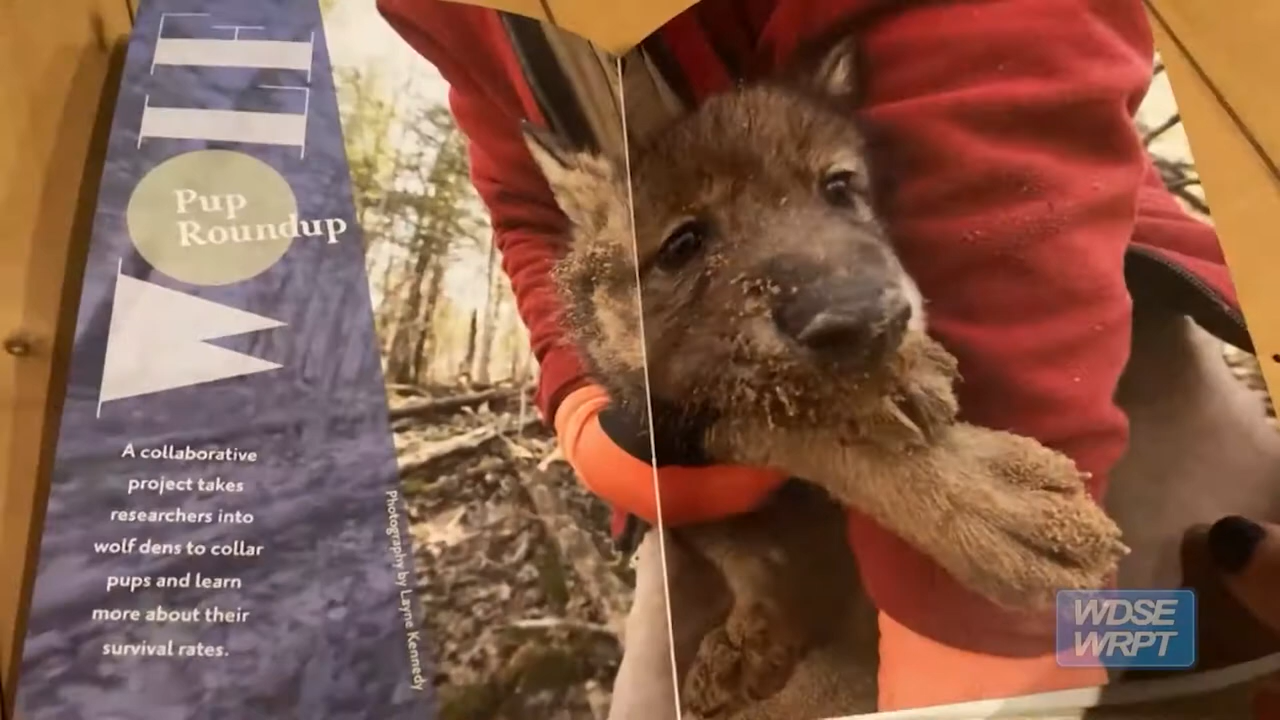 WOLF
Pup
Roundup
A collaborative
project takes
researchers into
wolf dens to collar
pups and learn
more about their
survival rates.
Photography by Layne Kennedy
WDSE
WRPT